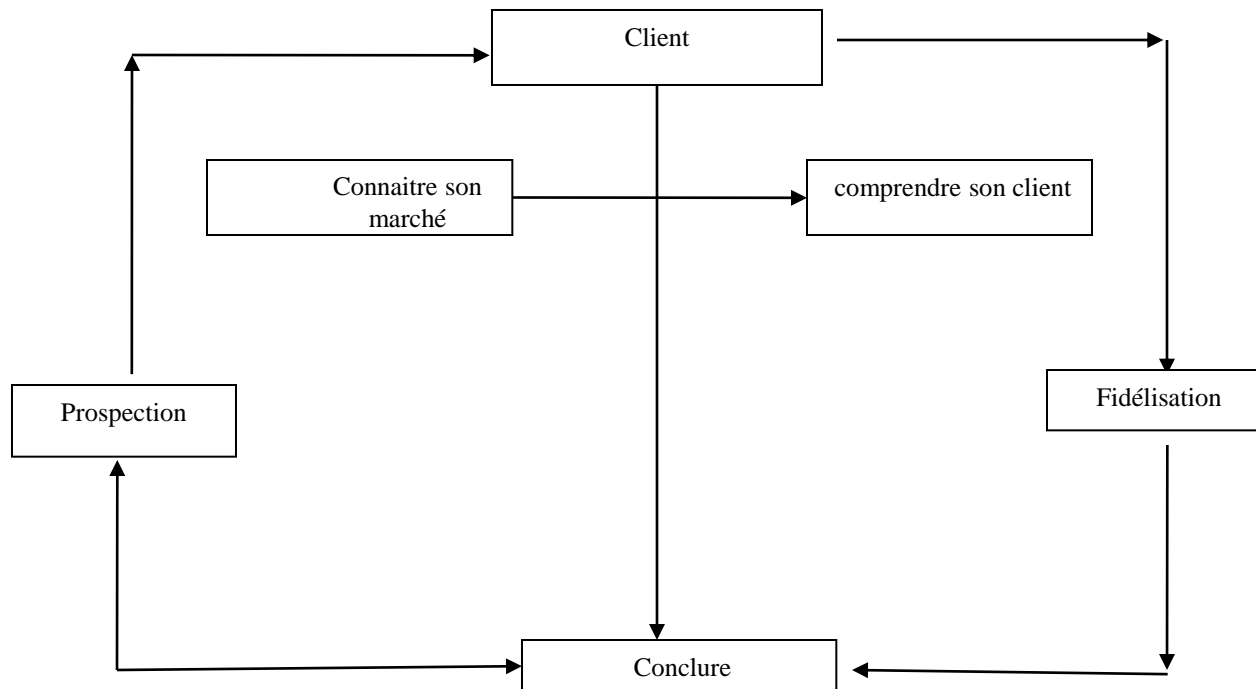 Client
Connaitre son
marché
comprendre son client
Prospection
Fidélisation
Conclure